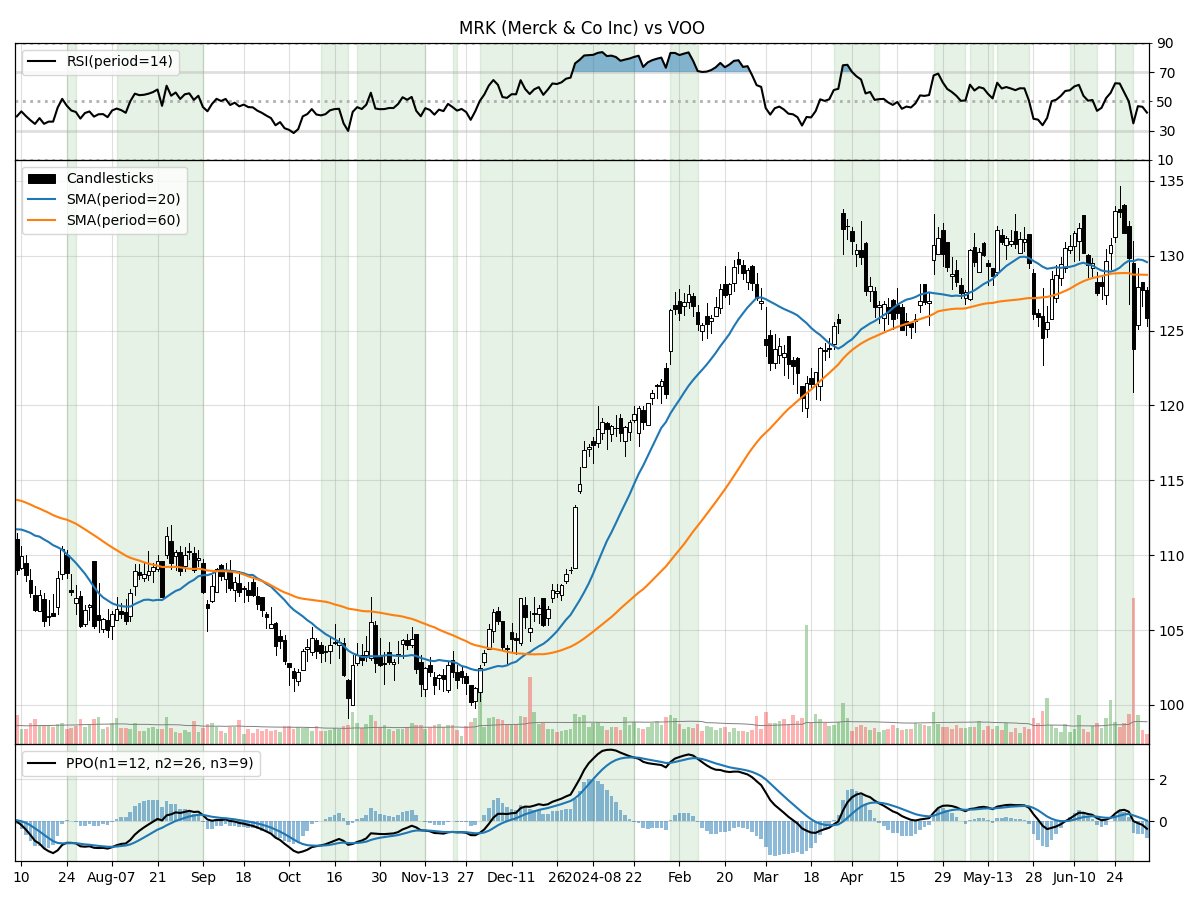 MRK (Merck & Co Inc) vs VOO
RSI(period=14)
90
70
50
30
10
Candlesticks
SMA(period=20)
SMA(period=60)
135
130
125
120
115
110
105
100
PPO(n1=12, n2=26, n3=9)
2
0
10 24 Aug-07 21 Sep 18 Oct 16 30 Nov-13 27 Dec-11 26 2024-08 22 Feb 20 Mar 18 Apr 15 29 May-13 28 Jun-10 24